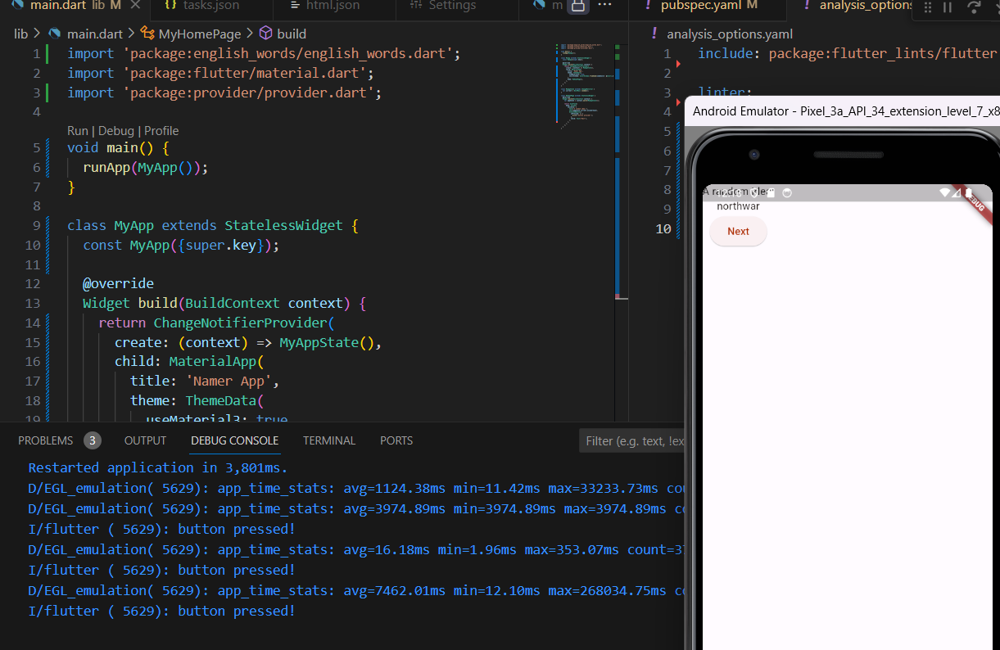 main.dart lib M
tasks.json
html.json
Settings
m
pubspec.yaml M
analysis_options
lib > main.dart > MyHomePage > build
1 import 'package:english_words/english_words.dart';
2 import 'package:flutter/material.dart';
3 import 'package:provider/provider.dart';
4
Run | Debug | Profile
5 void main() {
6 runApp(MyApp());
7 }
8
9 class MyApp extends StatelessWidget {
10 const MyApp({super.key});
11
12 @override
13 Widget build(BuildContext context) {
14 return ChangeNotifierProvider(
15 create: (context) => MyAppState(),
16 child: MaterialApp(
17 title: 'Namer App',
18 theme: ThemeData(
19 useMaterial3: true
! analysis_options.yaml
1 include: package:flutter_lints/flutter
2
3 linter:
4
5
6
7
8
9
10
Android Emulator - Pixel_3a_API_34_extension_level_7_x8
A random
DEBUG
northwar
Next
PROBLEMS 3
OUTPUT
DEBUG CONSOLE
TERMINAL
PORTS
Filter (e.g. text, !ex
Restarted application in 3,801ms.
D/EGL_emulation( 5629): app_time_stats: avg=1124.38ms min=11.42ms max=33233.73ms cou
D/EGL_emulation( 5629): app_time_stats: avg=3974.89ms min=3974.89ms max=3974.89ms c
I/flutter ( 5629): button pressed!
D/EGL_emulation( 5629): app_time_stats: avg=16.18ms min=1.96ms max=353.07ms count=37
I/flutter ( 5629): button pressed!
D/EGL_emulation( 5629): app_time_stats: avg=7462.01ms min=12.10ms max=268034.75ms c
I/flutter ( 5629): button pressed!